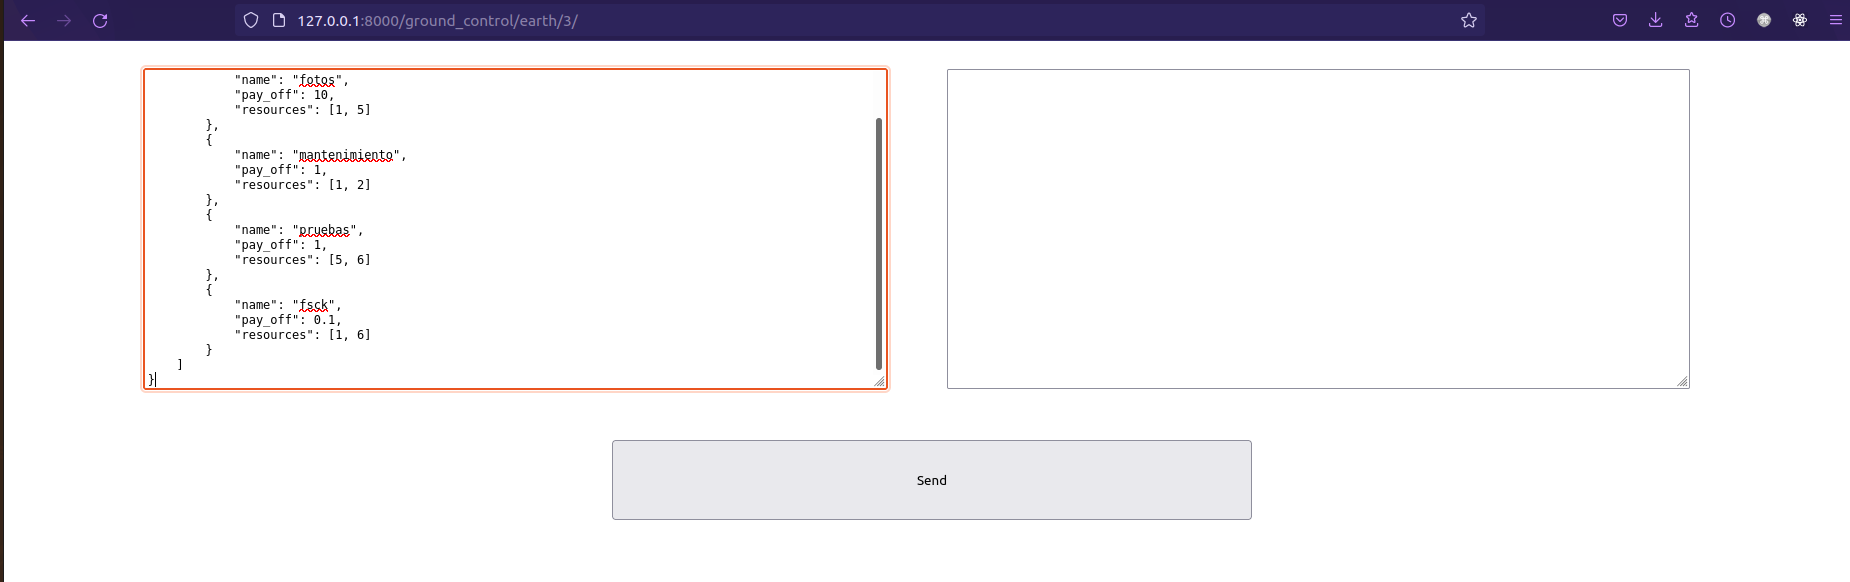 127.0.0.1:8000/ground_control/earth/3/
"name": "fotos",
"pay_off": 10,
"resources": [1, 5]
},
{
"name": "mantenimiento",
"pay_off": 1,
"resources": [1, 2]
},
{
"name": "pruebas",
"pay_off": 1,
"resources": [5, 6]
},
{
"name": "fsck",
"pay_off": 0.1,
"resources": [1, 6]
}
]
}
Send